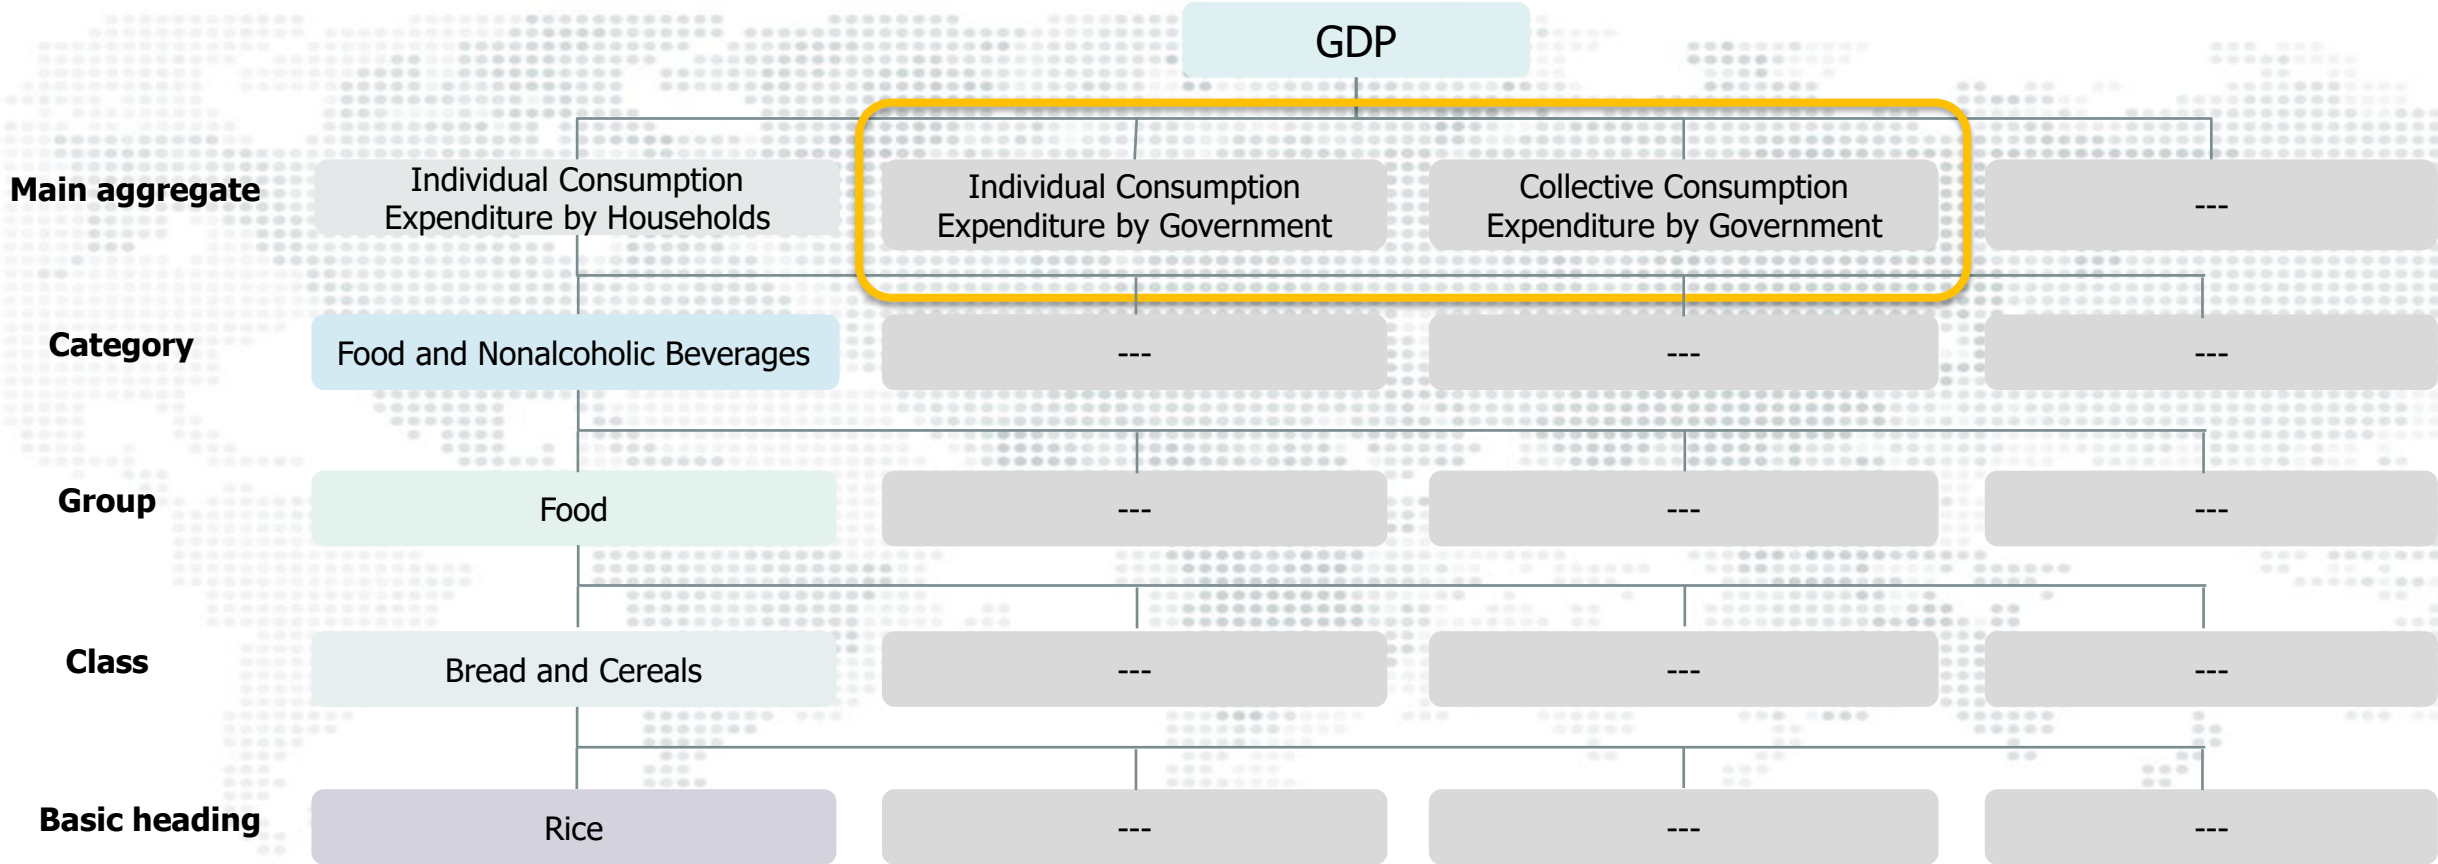 GDP
Main aggregate
Individual Consumption
Expenditure by Households
Individual Consumption
Expenditure by Government
Collective Consumption
Expenditure by Government
---
Category
Food and Nonalcoholic Beverages
---
---
---
Group
Food
---
---
---
Class
Bread and Cereals
---
---
---
Basic heading
Rice
---
---
---